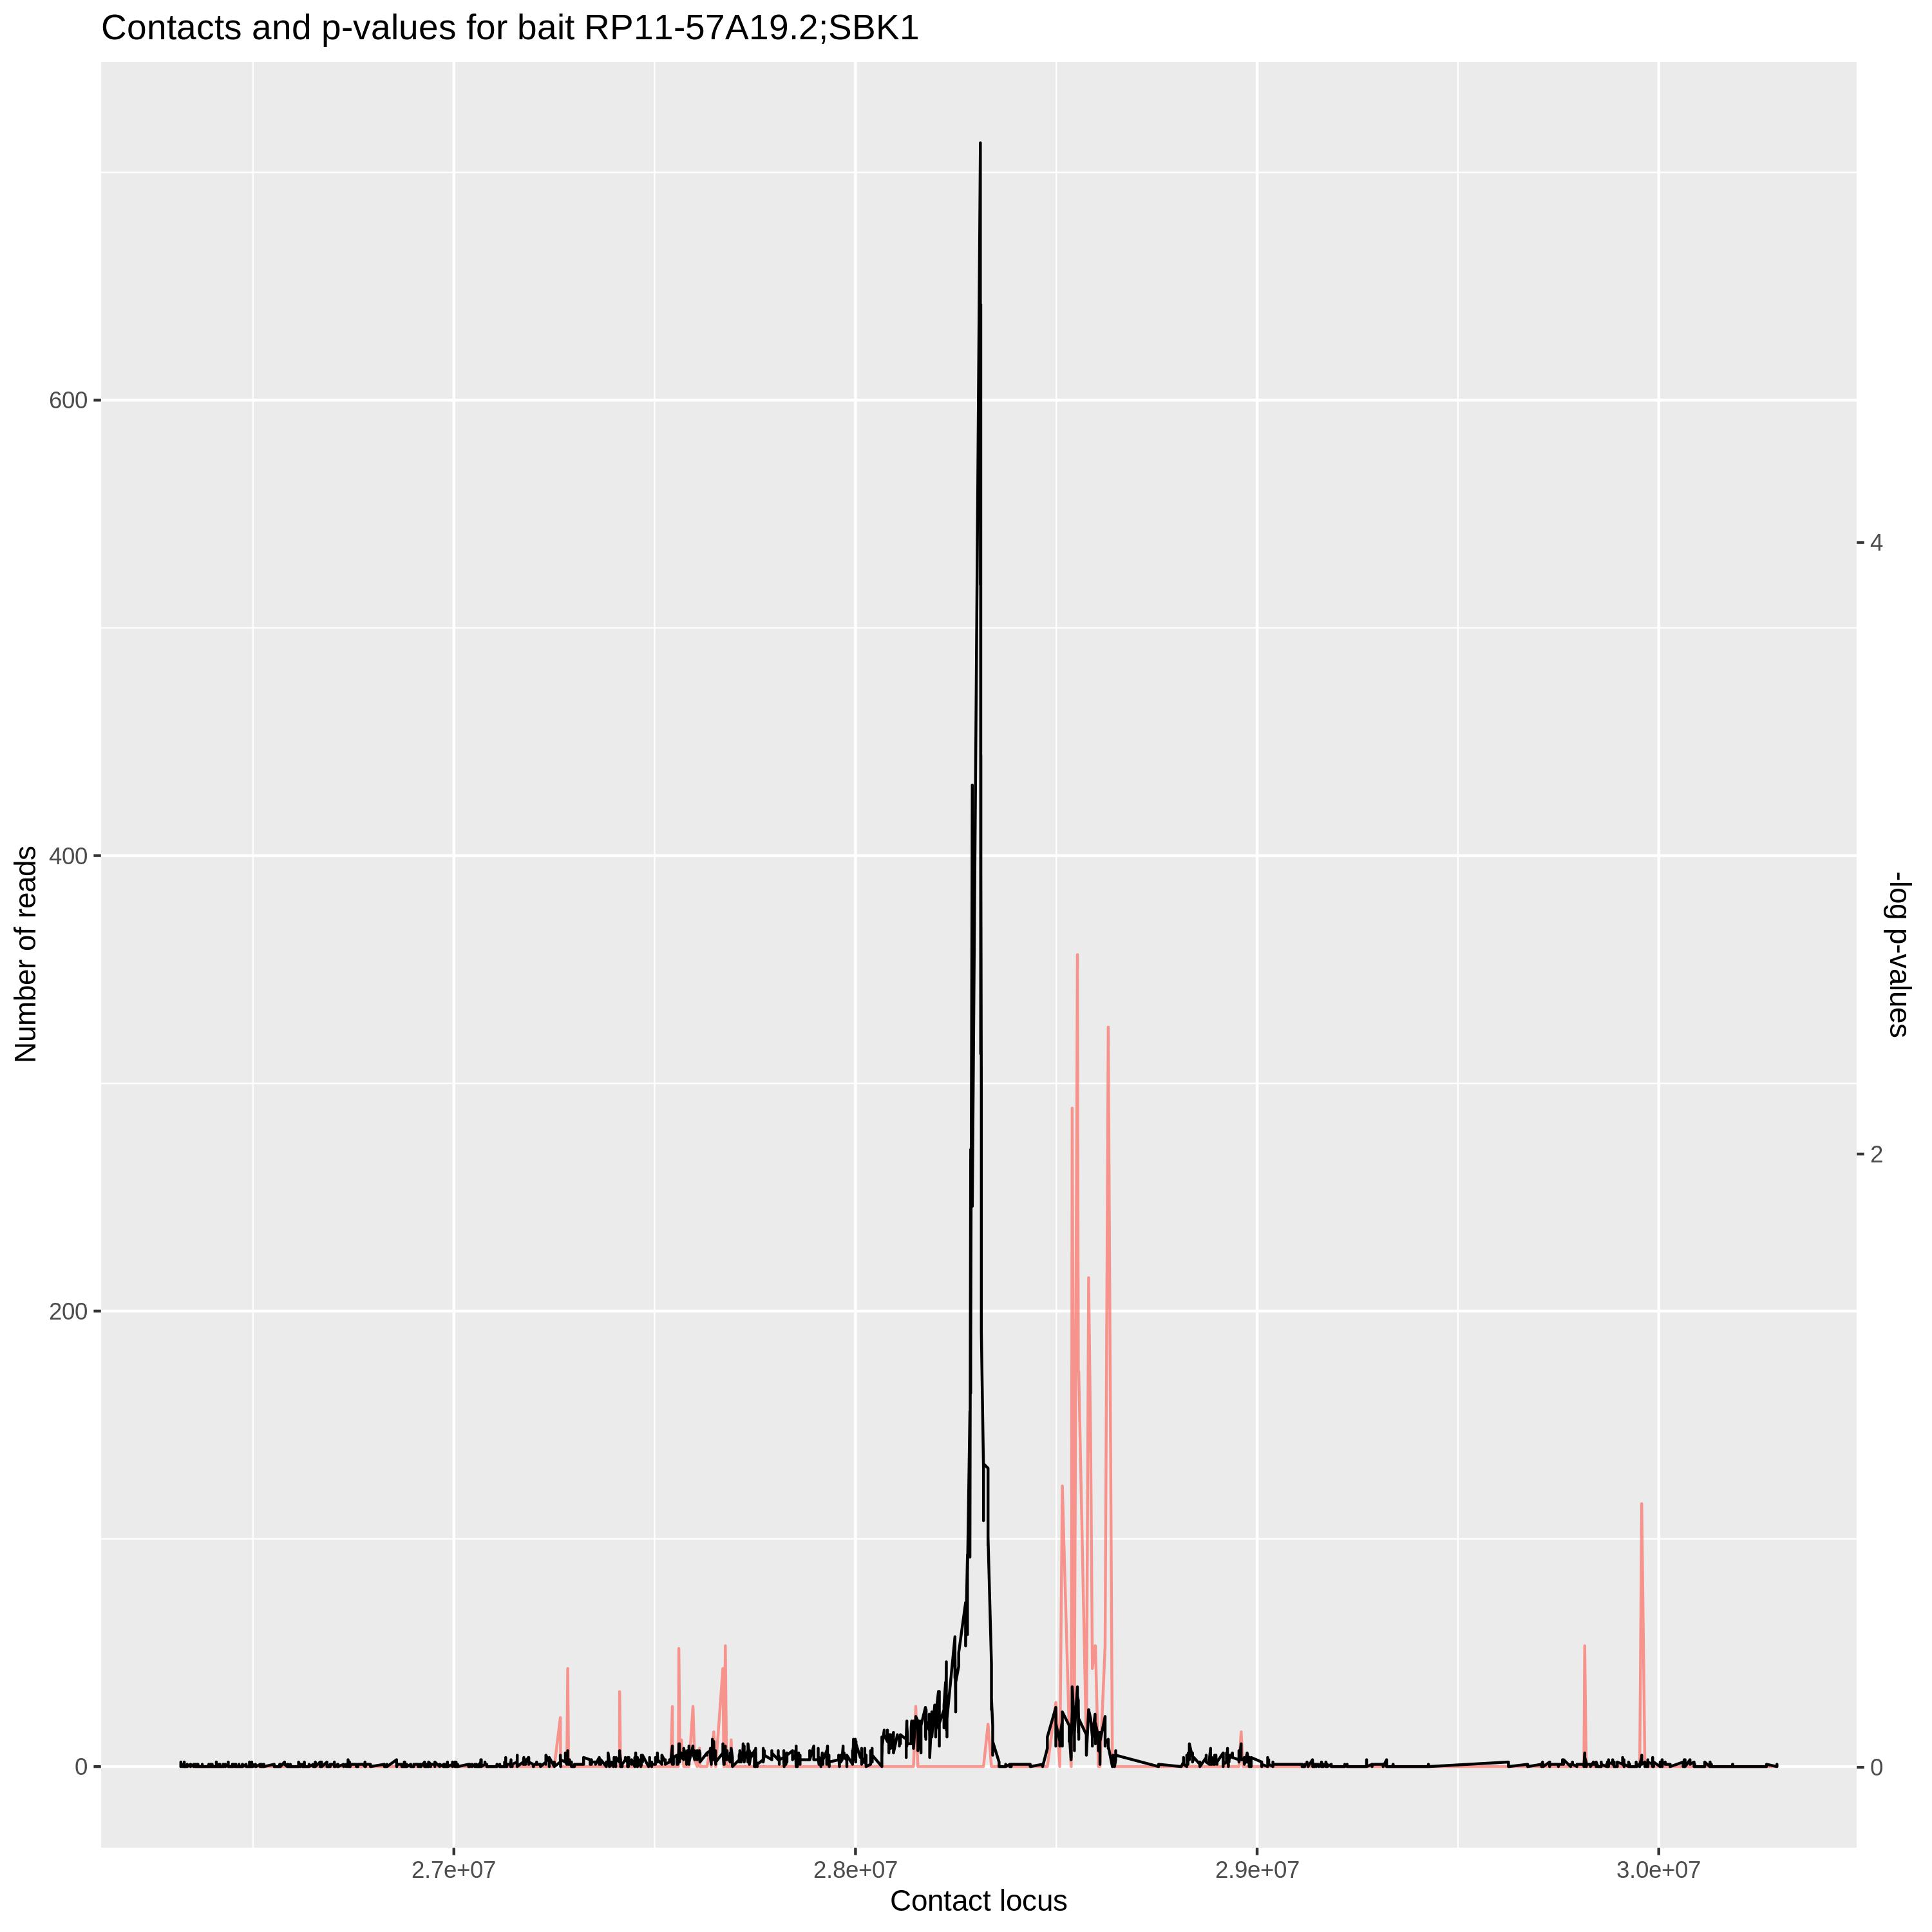 Contacts and p-values for bait RP11-57A19.2;SBK1
600
400
200
0
Number of reads
4
2
0
-log p-values
2.7e+07
2.8e+07
2.9e+07
3.0e+07
Contact locus